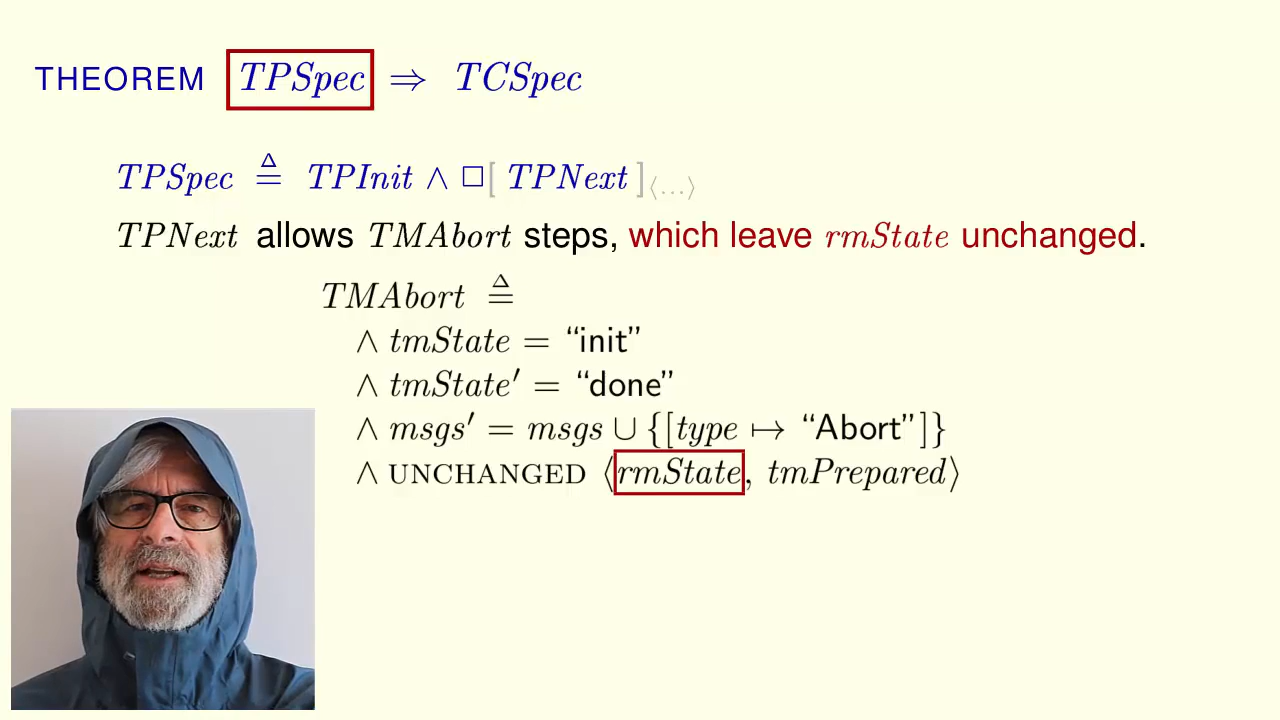 THEOREM TPSpec ⇒ TCSpec
TPSpec ≜ TPInit ∧ □[ TPNext ]⟨...⟩
TPNext allows TMAbort steps, which leave rmState unchanged.
TMAbort ≜
∧ tmState = “init”
∧ tmState′ = “done”
∧ msgs′ = msgs ∪ {[type ↦ “Abort”]}
∧ UNCHANGED ⟨rmState, tmPrepared⟩